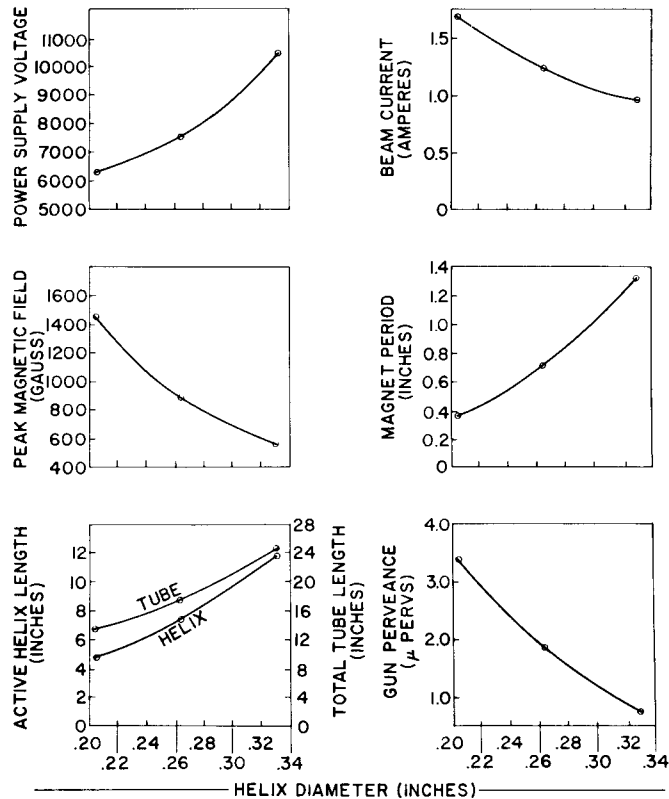 POWER SUPPLY VOLTAGE
11000
10000
9000
8000
7000
6000
5000
BEAM CURRENT
(AMPERES)
1.5
1.0
0.5
0
PEAK MAGNETIC FIELD
(GAUSS)
1600
1400
1200
1000
800
600
400
MAGNET PERIOD
(INCHES)
1.4
1.2
1.0
0.8
0.6
0.4
0.2
0
ACTIVE HELIX LENGTH
(INCHES)
12
10
8
6
4
2
0
TUBE
HELIX
28
24
20
16
12
8
4
0
TOTAL TUBE LENGTH
(INCHES)
GUN PERVEANCE
(μ PERVS)
4.0
3.0
2.0
1.0
.20 .24 .28 .32
.22 .26 .30 .34
.20 .24 .28 .32
.22 .26 .30 .34
HELIX DIAMETER (INCHES)